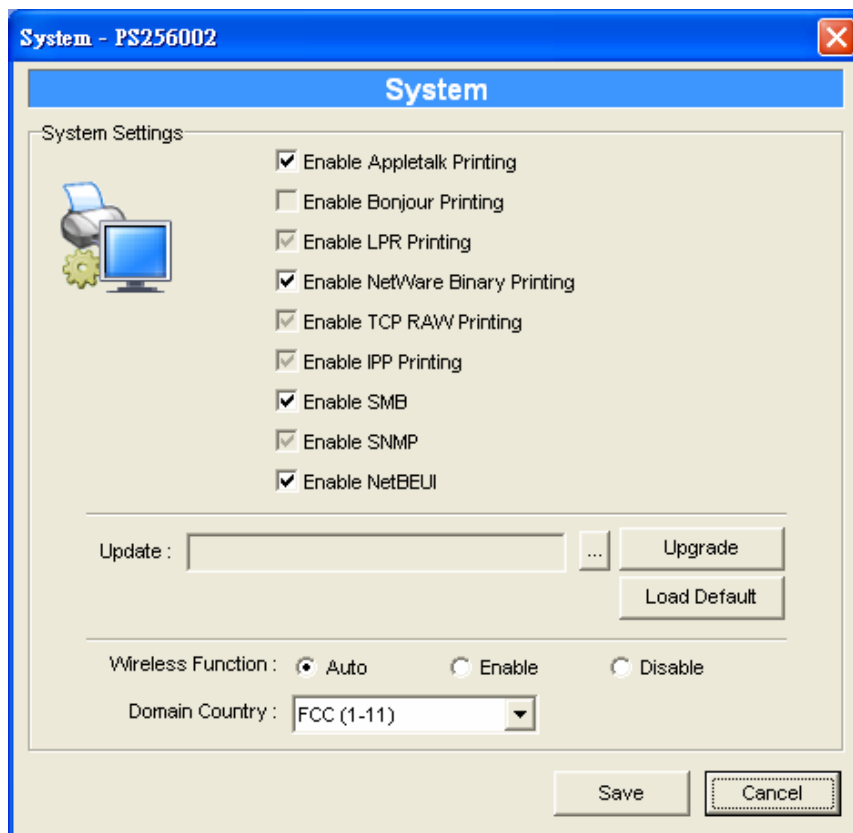 System - PS256002
System
System Settings
Enable Appletalk Printing
Enable Bonjour Printing
Enable LPR Printing
Enable NetWare Binary Printing
Enable TCP RAW Printing
Enable IPP Printing
Enable SMB
Enable SNMP
Enable NetBEUI
Update : ... Upgrade
Load Default
Wireless Function : Auto Enable Disable
Domain Country : FCC (1-11)
Save Cancel